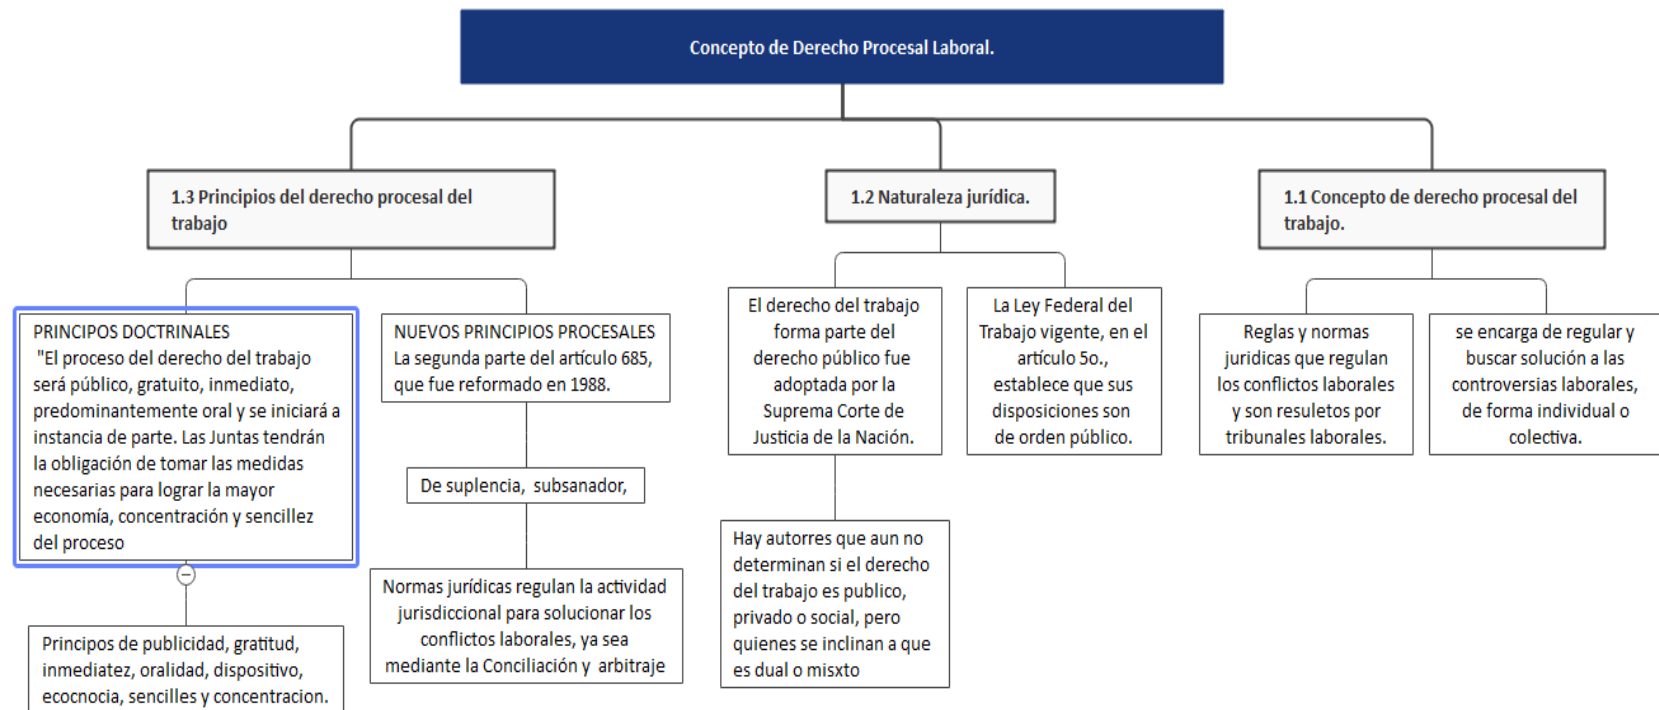 Concepto de Derecho Procesal Laboral.
1.3 Principios del derecho procesal del
trabajo
1.2 Naturaleza jurídica.
1.1 Concepto de derecho procesal del
trabajo.
PRINCIPOS DOCTRINALES
"El proceso del derecho del trabajo
será público, gratuito, inmediato,
predominantemente oral y se iniciará a
instancia de parte. Las Juntas tendrán
la obligación de tomar las medidas
necesarias para lograr la mayor
economía, concentración y sencillez
del proceso
Principos de publicidad, gratitud,
inmediatez, oralidad, dispositivo,
ecocnocia, sencilles y concentracion.
NUEVOS PRINCIPIOS PROCESALES
La segunda parte del artículo 685,
que fue reformado en 1988.
De suplencia, subsanador,
Normas jurídicas regulan la actividad
jurisdiccional para solucionar los
conflictos laborales, ya sea
mediante la Conciliación y arbitraje
El derecho del trabajo
forma parte del
derecho público fue
adoptada por la
Suprema Corte de
Justicia de la Nación.
Hay autorres que aun no
determinan si el derecho
del trabajo es publico,
privado o social, pero
quienes se inclinan a que
es dual o misxto
La Ley Federal del
Trabajo vigente, en el
artículo 5o.,
establece que sus
disposiciones son
de orden público.
Reglas y normas
juridicas que regulan
los conflictos laborales
y son resuletos por
tribunales laborales.
se encarga de regular y
buscar solución a las
controversias laborales,
de forma individual o
colectiva.